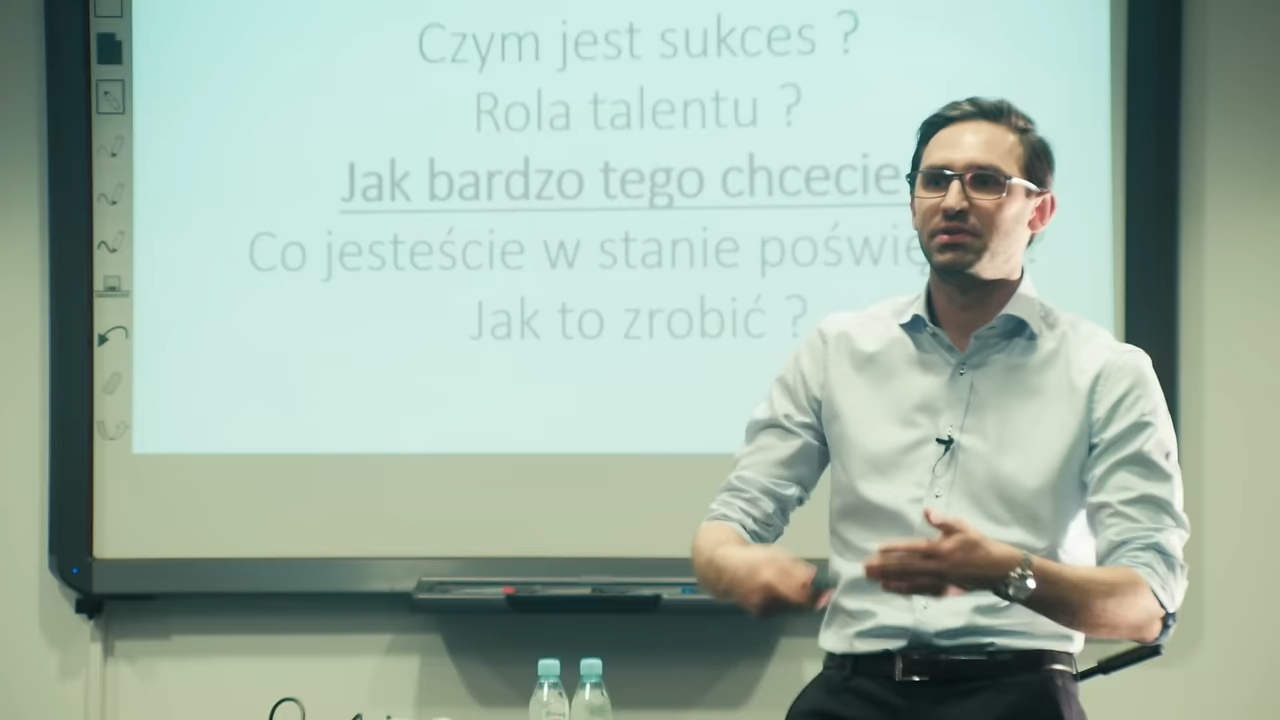 Czym jest sukces ?
Rola talentu ?
Jak bardzo tego chcecie
Co jesteście w stanie
Jak to zrobić ?